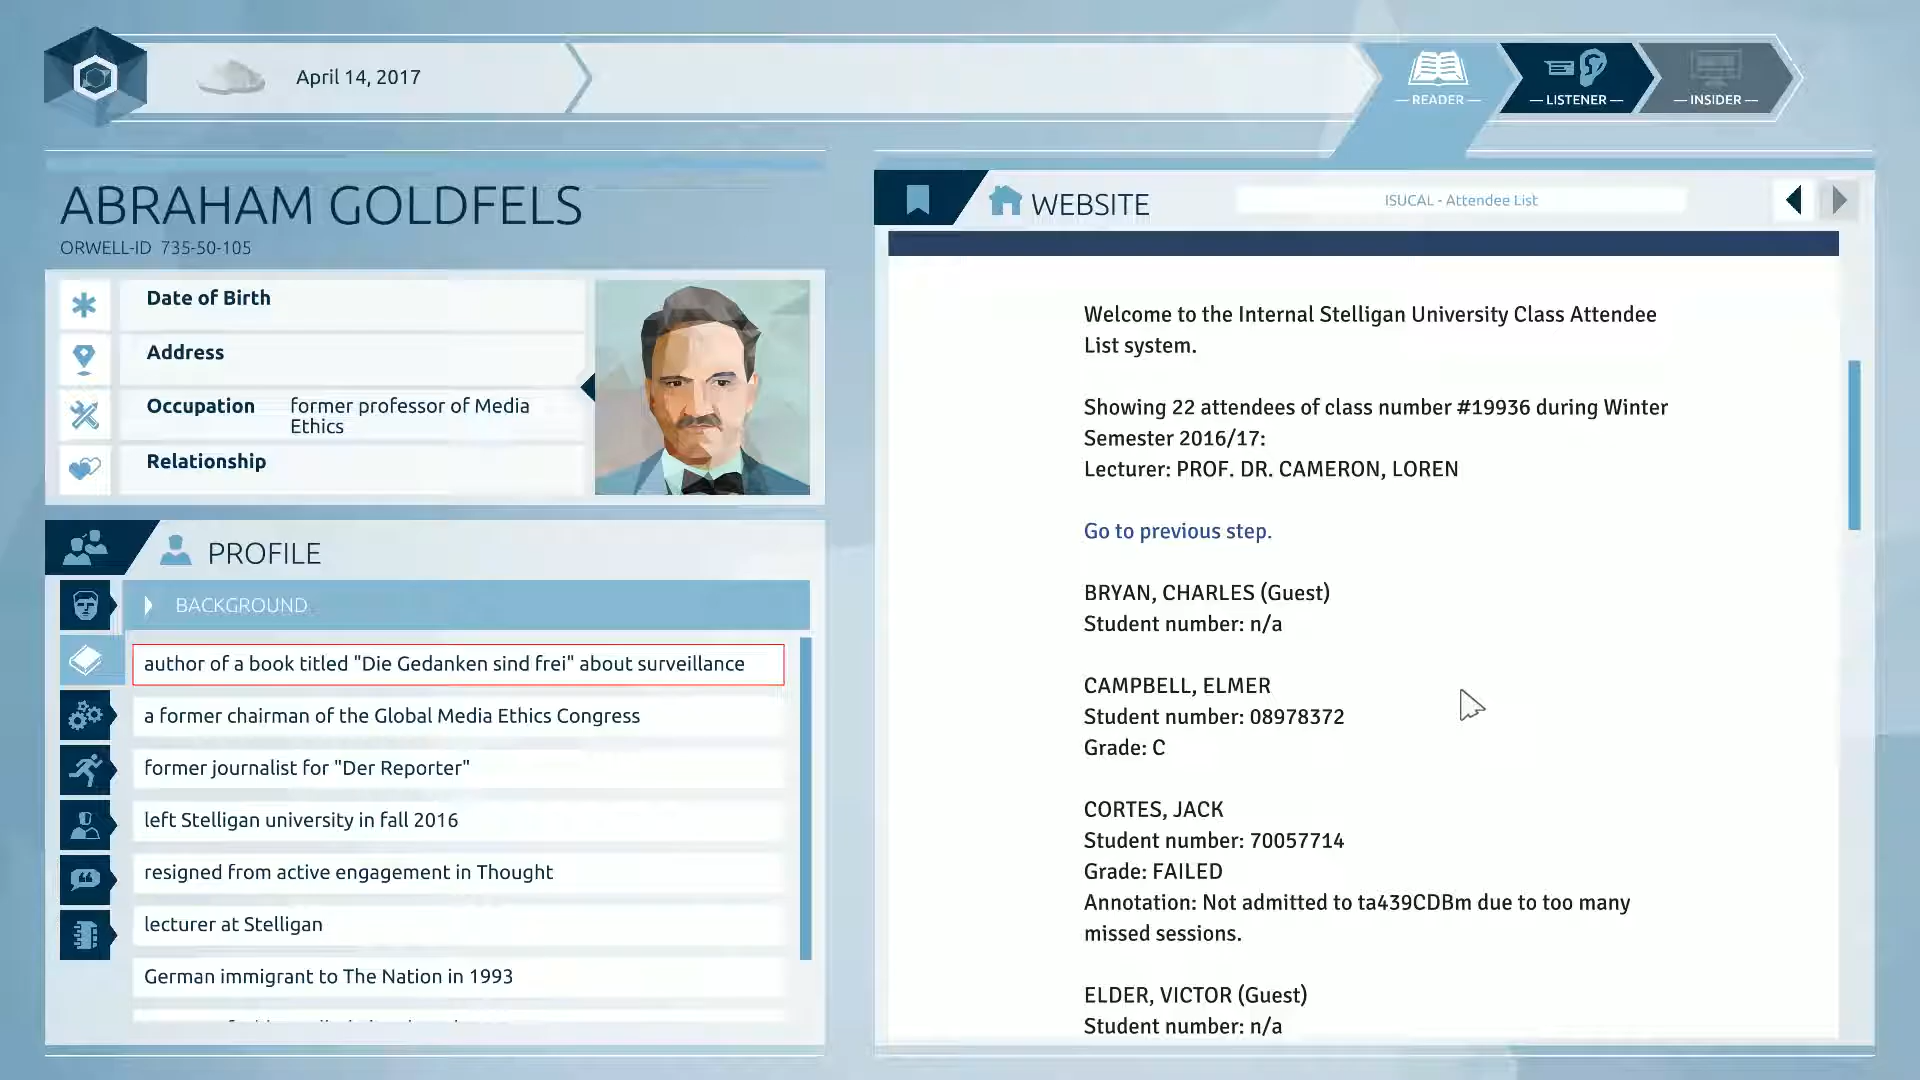 April 14, 2017
READER
LISTENER
INSIDER
ABRAHAM GOLDFELS
ORWELL-ID 735-50-105
Date of Birth
Address
Occupation former professor of Media
Ethics
Relationship
PROFILE
BACKGROUND
author of a book titled "Die Gedanken sind frei" about surveillance
a former chairman of the Global Media Ethics Congress
former journalist for "Der Reporter"
left Stelligan university in fall 2016
resigned from active engagement in Thought
lecturer at Stelligan
German immigrant to The Nation in 1993
WEBSITE
ISUCAL - Attendee List
Welcome to the Internal Stelligan University Class Attendee
List system.
Showing 22 attendees of class number #19936 during Winter
Semester 2016/17:
Lecturer: PROF. DR. CAMERON, LOREN
Go to previous step.
BRYAN, CHARLES (Guest)
Student number: n/a
CAMPBELL, ELMER
Student number: 08978372
Grade: C
CORTES, JACK
Student number: 70057714
Grade: FAILED
Annotation: Not admitted to ta439CDBm due to too many
missed sessions.
ELDER, VICTOR (Guest)
Student number: n/a